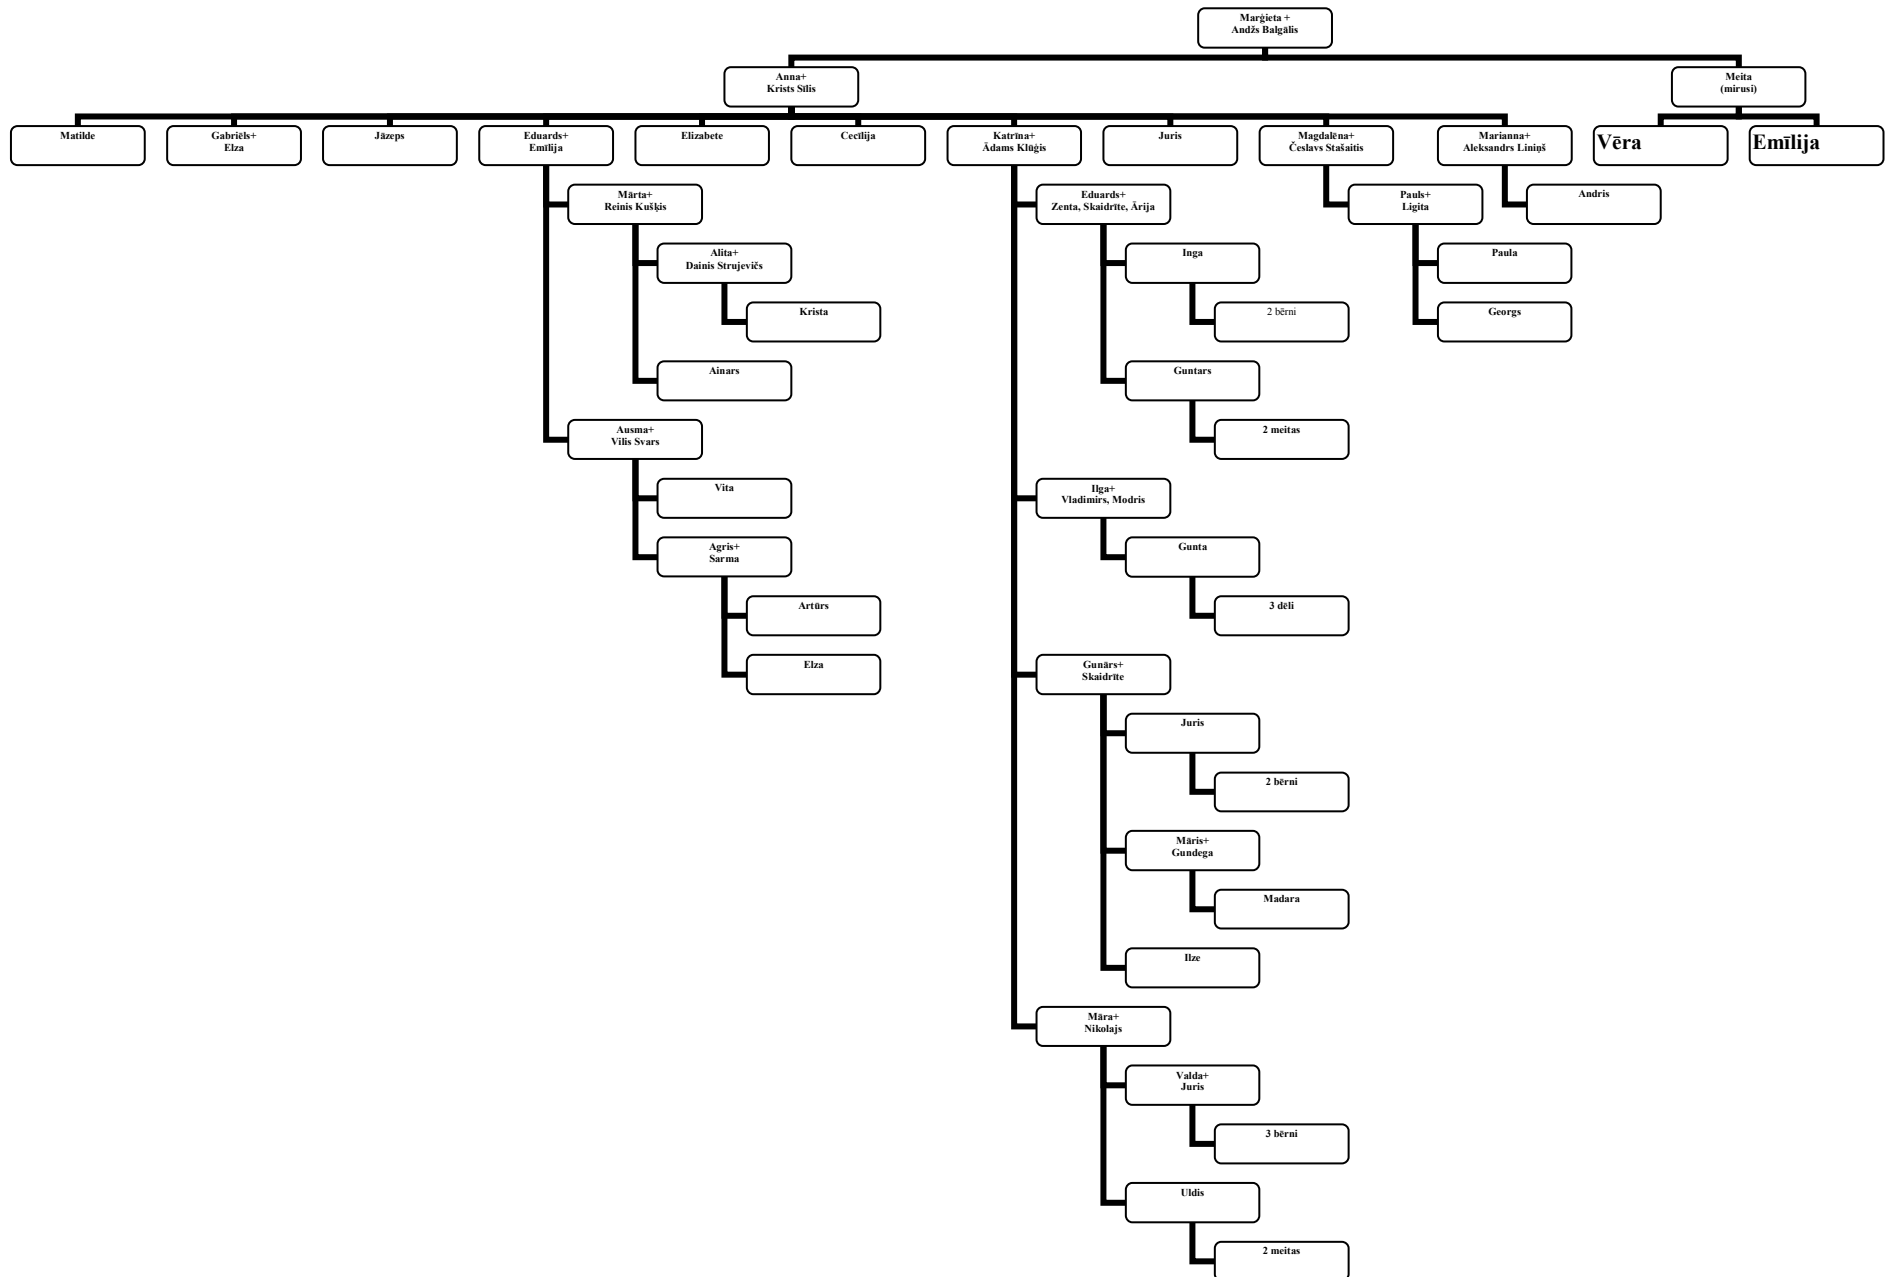 Marģieta +
Andžs Balgālis
Anna+
Krists Sīlis
Meita
(mirusi)
Matilde
Gabriēls+
Elza
Jāzeps
Eduards+
Emīlija
Elizabete
Cecīlija
Katrīna+
Ādams Klūģis
Juris
Magdalēna+
Česlavs Stašaitis
Marianna+
Aleksandrs Liniņš
Vēra
Emīlija
Mārta+
Reinis Kušķis
Alita+
Dainis Strujevičs
Krista
Ainars
Ausma+
Vilis Svars
Vita
Agris+
Sarma
Artūrs
Elza
Eduards+
Zenta, Skaidrīte, Ārija
Inga
2 bērni
Guntars
2 meitas
Ilga+
Vladimirs, Modris
Gunta
3 dēli
Gunārs+
Skaidrīte
Juris
2 bērni
Māris+
Gundega
Madara
Ilze
Māra+
Nikolajs
Valda+
Juris
3 bērni
Uldis
2 meitas
Pauls+
Ligita
Paula
Georgs
Andris